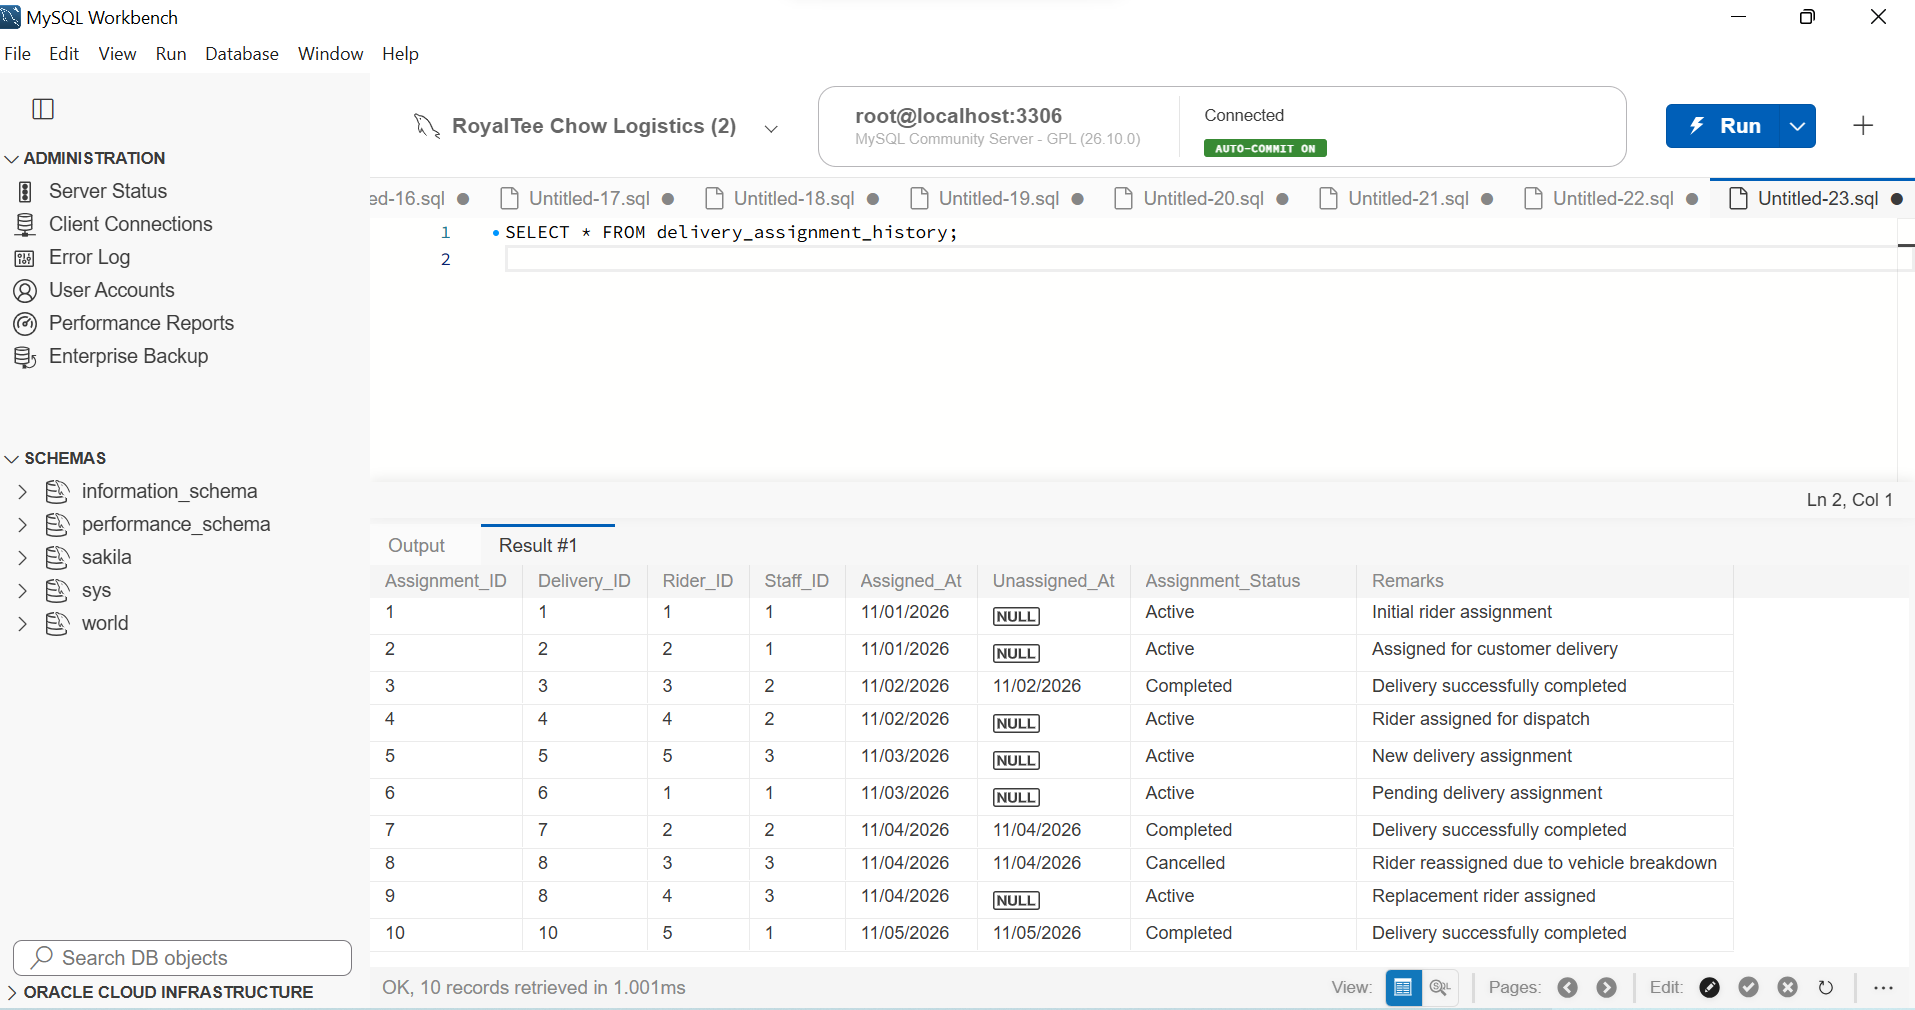 MySQL Workbench
File Edit View Run Database Window Help
RoyalTee Chow Logistics (2)
root@localhost:3306
MySQL Community Server - GPL (26.10.0)
Connected
AUTO-COMMIT ON
Run
ADMINISTRATION
Server Status
Client Connections
Error Log
User Accounts
Performance Reports
Enterprise Backup
SCHEMAS
information_schema
performance_schema
sakila
sys
world
Search DB objects
ORACLE CLOUD INFRASTRUCTURE
ed-16.sql Untitled-17.sql Untitled-18.sql Untitled-19.sql Untitled-20.sql Untitled-21.sql Untitled-22.sql Untitled-23.sql
1 SELECT * FROM delivery_assignment_history;
2
Ln 2, Col 1
Output Result #1
Assignment_ID Delivery_ID Rider_ID Staff_ID Assigned_At Unassigned_At Assignment_Status Remarks
1 1 1 1 11/01/2026 NULL Active Initial rider assignment
2 2 2 1 11/01/2026 NULL Active Assigned for customer delivery
3 3 3 2 11/02/2026 11/02/2026 Completed Delivery successfully completed
4 4 4 2 11/02/2026 NULL Active Rider assigned for dispatch
5 5 5 3 11/03/2026 NULL Active New delivery assignment
6 6 1 1 11/03/2026 NULL Active Pending delivery assignment
7 7 2 2 11/04/2026 11/04/2026 Completed Delivery successfully completed
8 8 3 3 11/04/2026 11/04/2026 Cancelled Rider reassigned due to vehicle breakdown
9 8 4 3 11/04/2026 NULL Active Replacement rider assigned
10 10 5 1 11/05/2026 11/05/2026 Completed Delivery successfully completed
OK, 10 records retrieved in 1.001ms
View: SQL Pages: Edit: